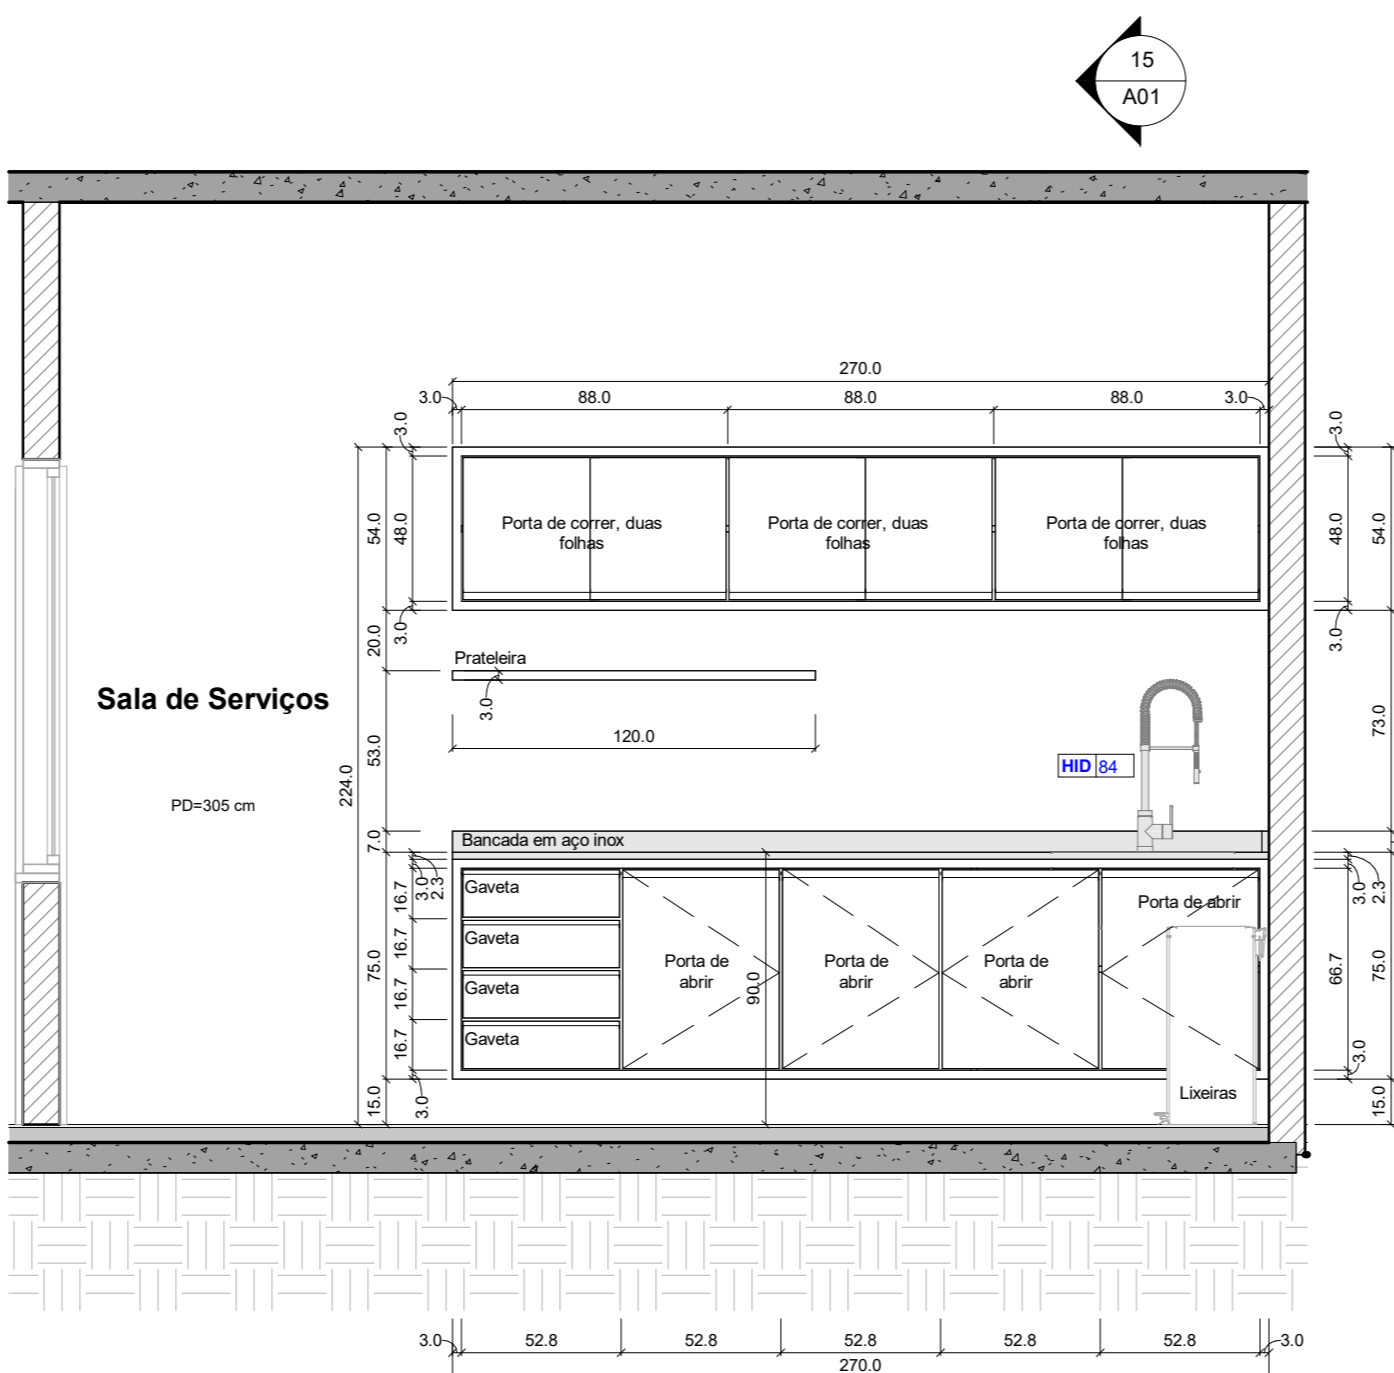 15
A01
270.0
3.0
88.0
88.0
88.0
3.0
3.0
3.0
54.0
48.0
48.0
54.0
Porta de correr, duas
folhas
Porta de correr, duas
folhas
Porta de correr, duas
folhas
20.0
3.0
3.0
Prateleira
3.0
Sala de Serviços
120.0
53.0
73.0
HID 84
224.0
PD=305 cm
7.0
Bancada em aço inox
3.0
2.3
3.0
2.3
16.7
16.7
16.7
16.7
75.0
Gaveta
Gaveta
Gaveta
Gaveta
Porta de
abrir
Porta de
abrir
Porta de
abrir
Porta de abrir
90.0
66.7
75.0
3.0
Lixeiras
15.0
3.0
15.0
3.0
52.8
52.8
52.8
52.8
52.8
3.0
270.0